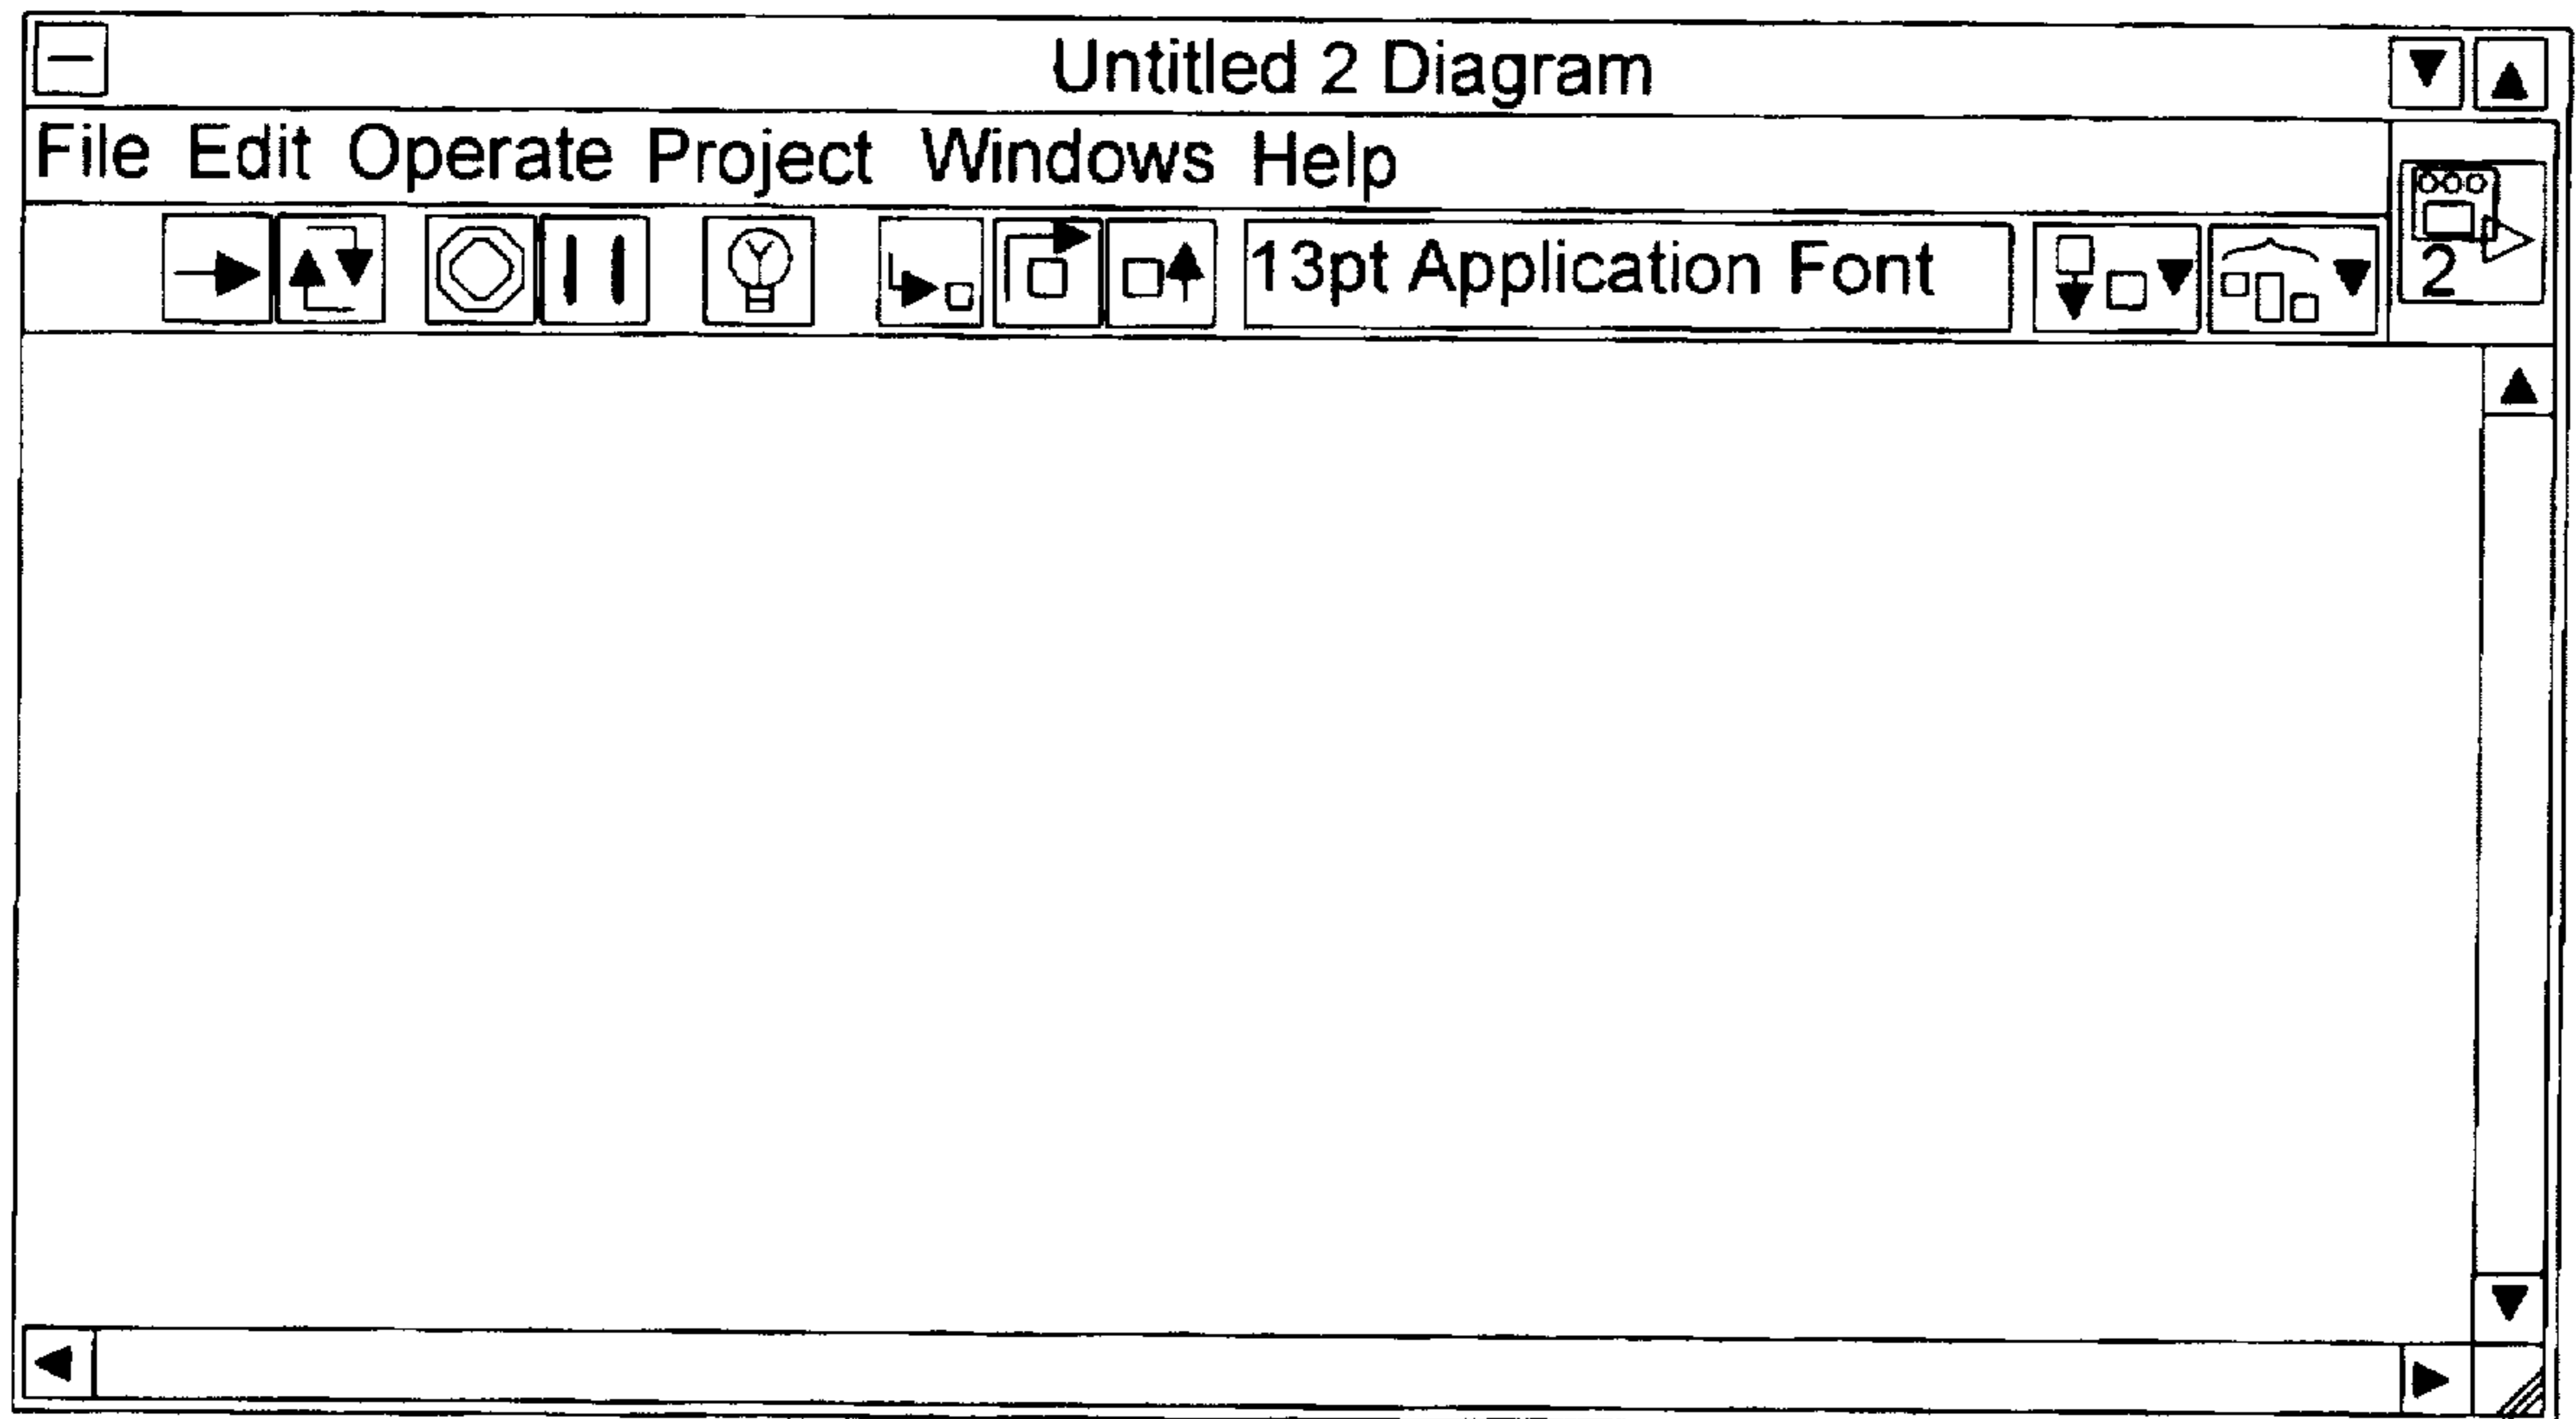 Untitled 2 Diagram
File Edit Operate Project Windows Help
13pt Application Font
2